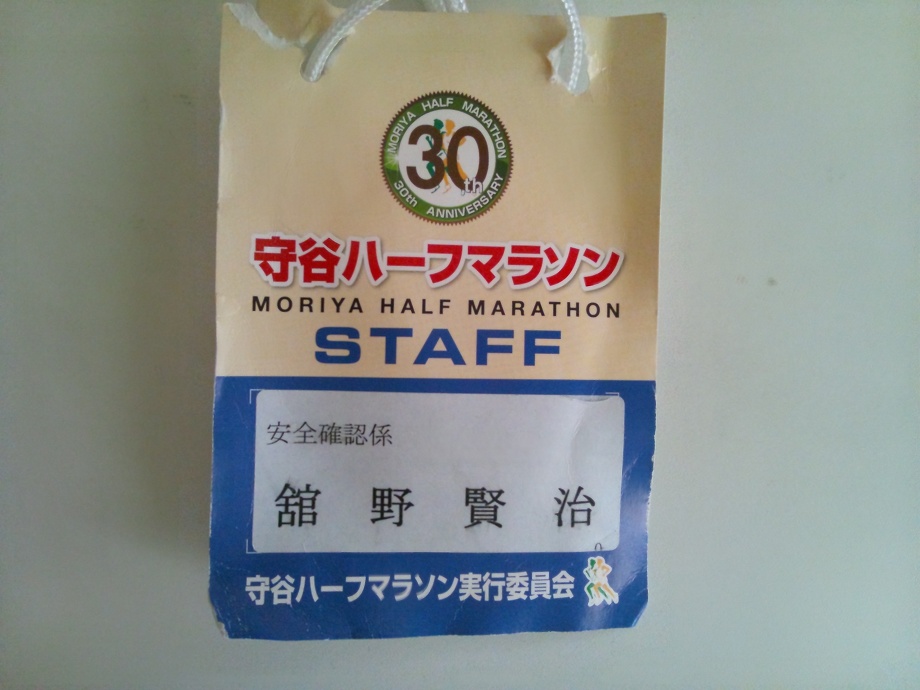 MORIYA HALF MARATHON
30th
30th ANNIVERSARY
守谷ハーフマラソン
MORIYA HALF MARATHON
STAFF
安全確認係
舘 野 賢 治
守谷ハーフマラソン実行委員会